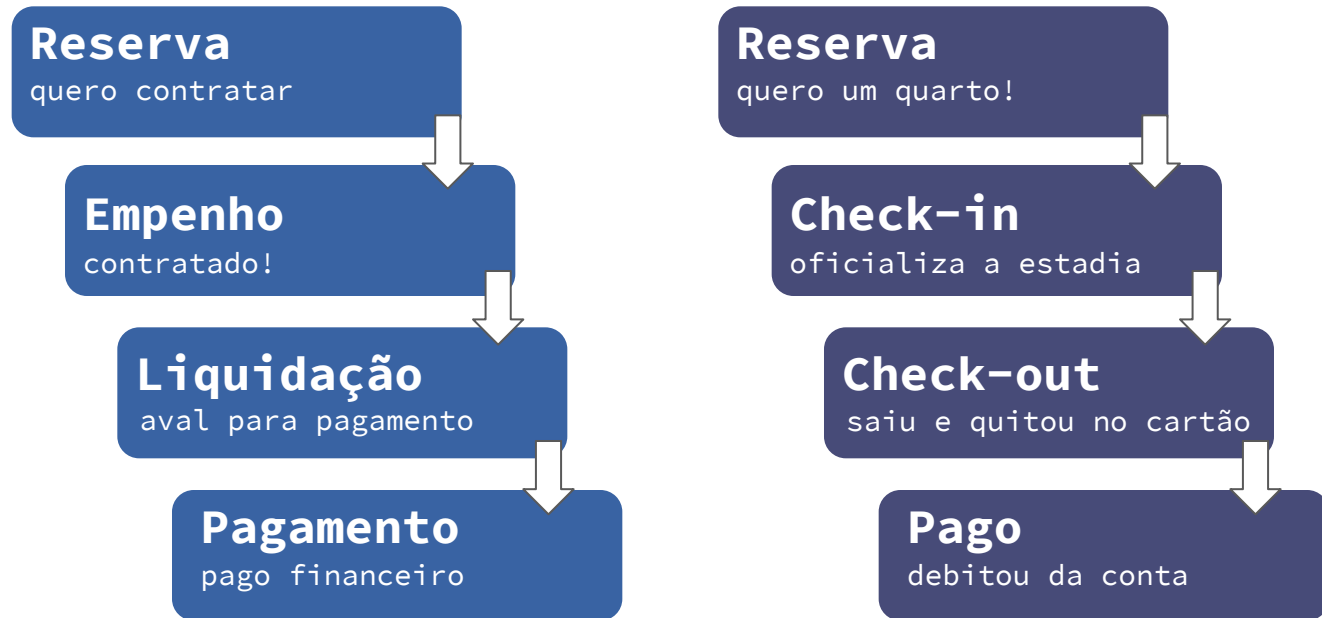 Reserva
quero contratar
Empenho
contratado!
Liquidação
aval para pagamento
Pagamento
pago financeiro
Reserva
quero um quarto!
Check-in
oficializa a estadia
Check-out
saiu e quitou no cartão
Pago
debitou da conta